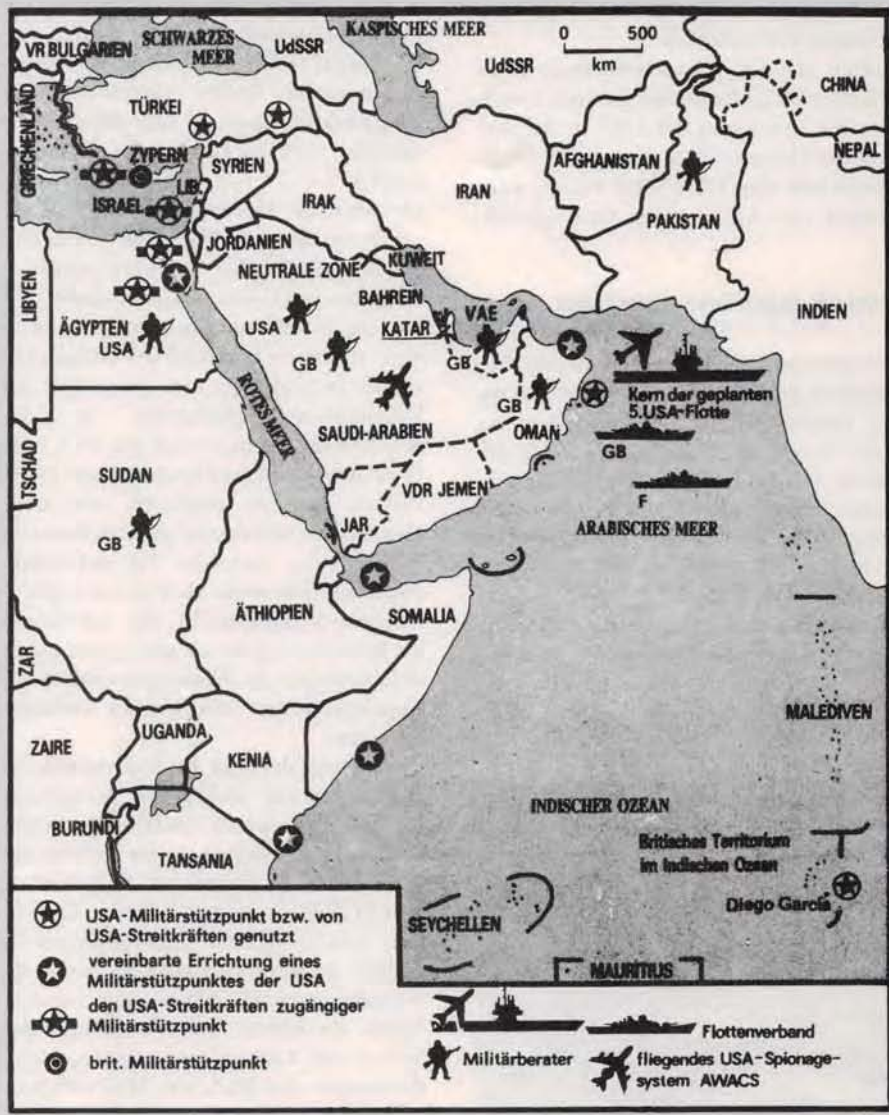 VR BULGARIEN
SCHWARZES
MEER
UdSSR
KASPISCHES MEER
UdSSR
0 500
km
CHINA
NEPAL
GRIECHENLAND
TÜRKEI
ZYPERN
SYRIEN
LIB.
ISRAEL
IRAK
IRAN
AFGHANISTAN
PAKISTAN
INDIEN
JORDANIEN
NEUTRALE ZONE
KUWEIT
BAHREIN
KATAR
VAE
LIBYEN
ÄGYPTEN
USA
USA
GB
GB
GB
OMAN
Kern der geplanten
5.USA-Flotte
GB
F
ROTES MEER
SAUDI-ARABIEN
VDR JEMEN
JAR
ARABISCHES MEER
TSCHAD
SUDAN
GB
ÄTHIOPIEN
SOMALIA
ZAR
ZAIRE
UGANDA
KENIA
BURUNDI
TANSANIA
MALEDIVEN
INDISCHER OZEAN
Britisches Territorium
im Indischen Ozean
Diego Garcia
SEYCHELLEN
MAURITIUS
USA-Militärstützpunkt bzw. von
USA-Streitkräften genutzt
vereinbarte Errichtung eines
Militärstützpunktes der USA
den USA-Streitkräften zugängiger
Militärstützpunkt
brit. Militärstützpunkt
Flottenverband
Militärberater
fliegendes USA-Spionage-
system AWACS